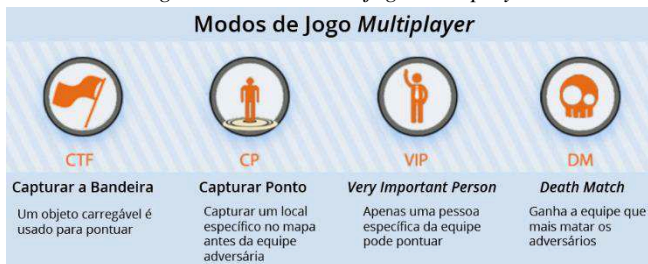 Modos de Jogo Multiplayer
CTF
CP
VIP
DM
Capturar a Bandeira
Capturar Ponto
Very Important Person
Death Match
Um objeto carregável é
usado para pontuar
Capturar um local
específico no mapa
antes da equipe
adversária
Apenas uma pessoa
específica da equipe
pode pontuar
Ganha a equipe que
mais matar os
adversários